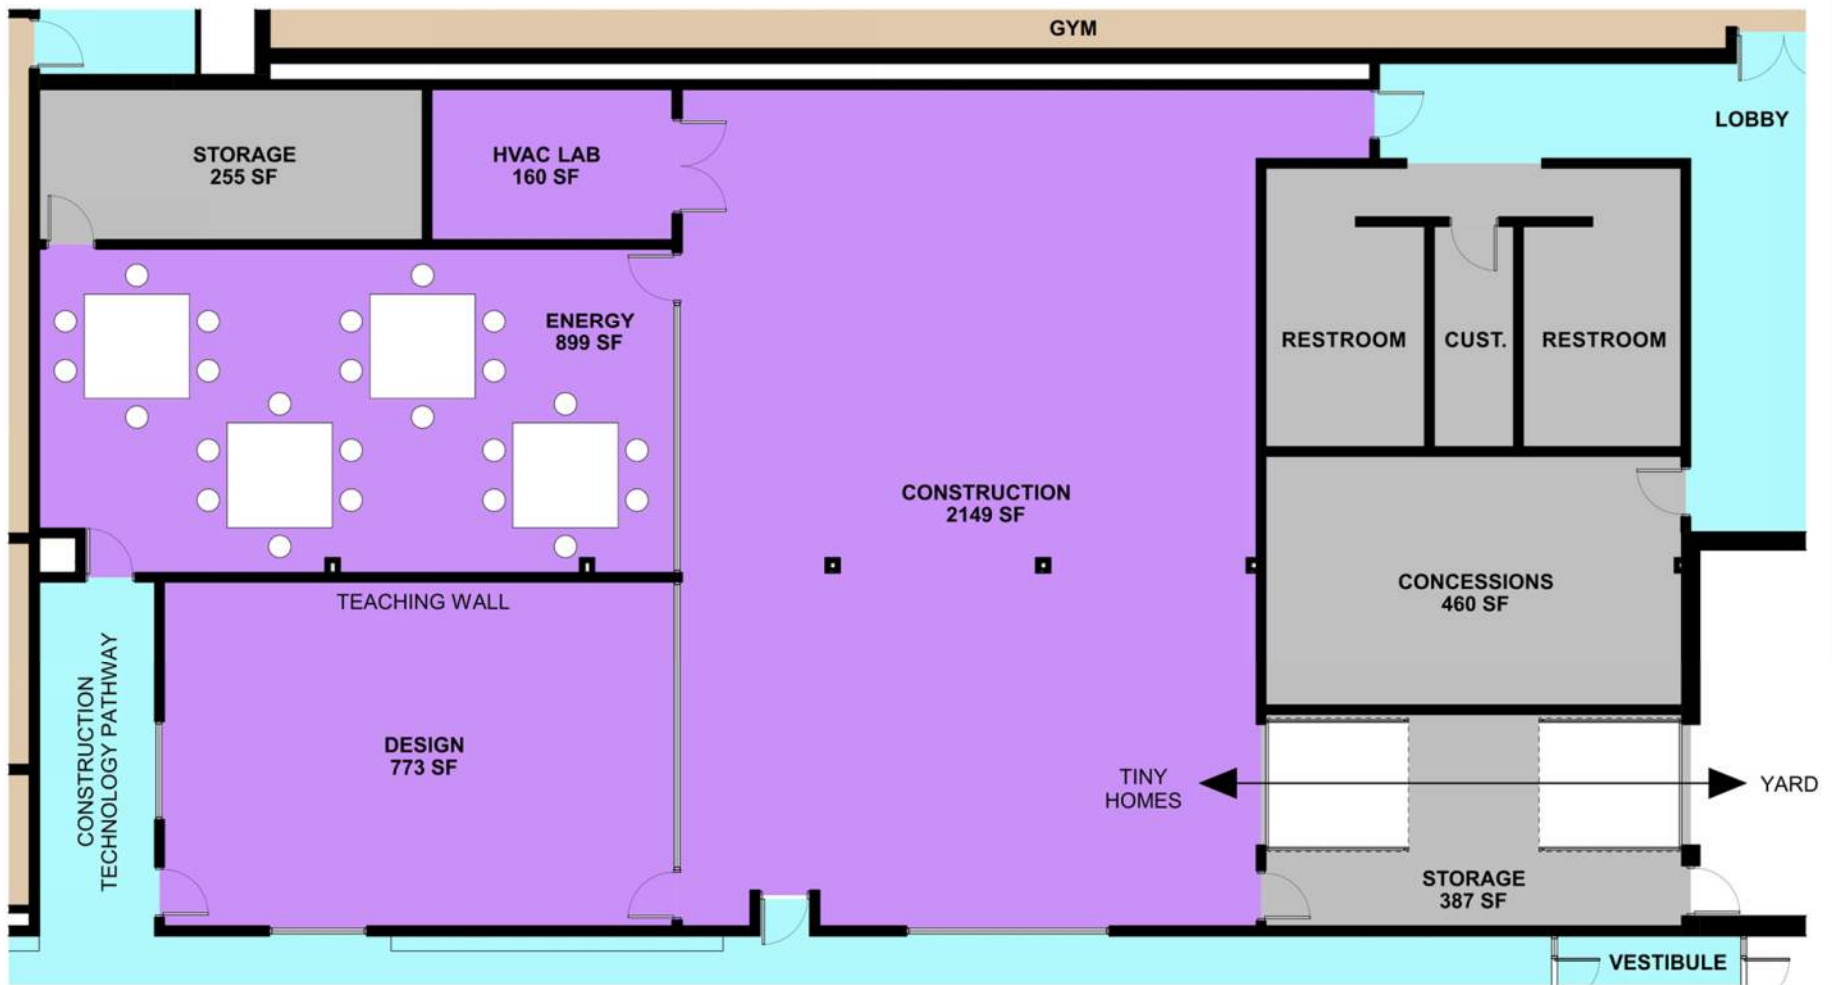 GYM
LOBBY
STORAGE
255 SF
HVAC LAB
160 SF
ENERGY
899 SF
RESTROOM
CUST.
RESTROOM
CONSTRUCTION
2149 SF
CONCESSIONS
460 SF
TEACHING WALL
CONSTRUCTION
TECHNOLOGY PATHWAY
DESIGN
773 SF
TINY
HOMES
YARD
STORAGE
387 SF
VESTIBULE